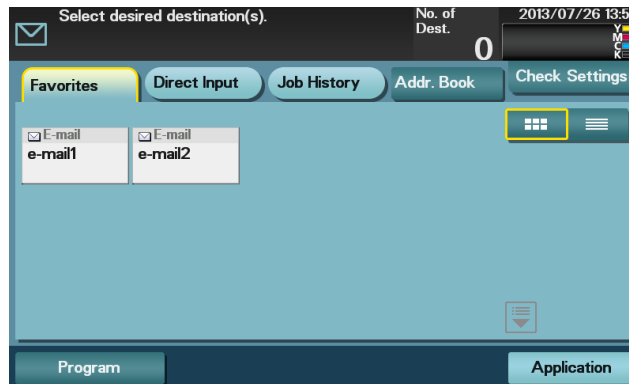 Select desired destination(s).
No. of
Dest.
0
2013/07/26 13:5
Y
M
C
K
Favorites
Direct Input
Job History
Addr. Book
Check Settings
E-mail
e-mail1
E-mail
e-mail2
Program
Application